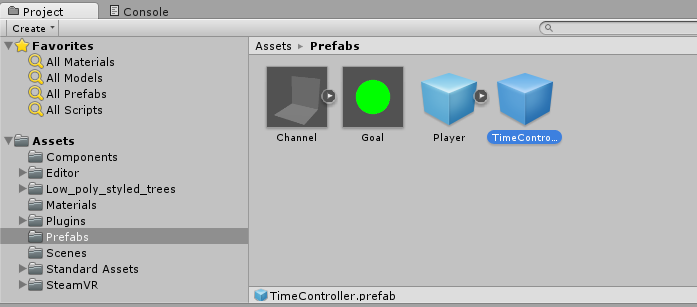 Project Console
Create
Favorites
All Materials
All Models
All Prefabs
All Scripts
Assets
Components
Editor
Low_poly_styled_trees
Materials
Plugins
Prefabs
Scenes
Standard Assets
SteamVR
Assets Prefabs
Channel Goal Player TimeContro...
TimeController.prefab